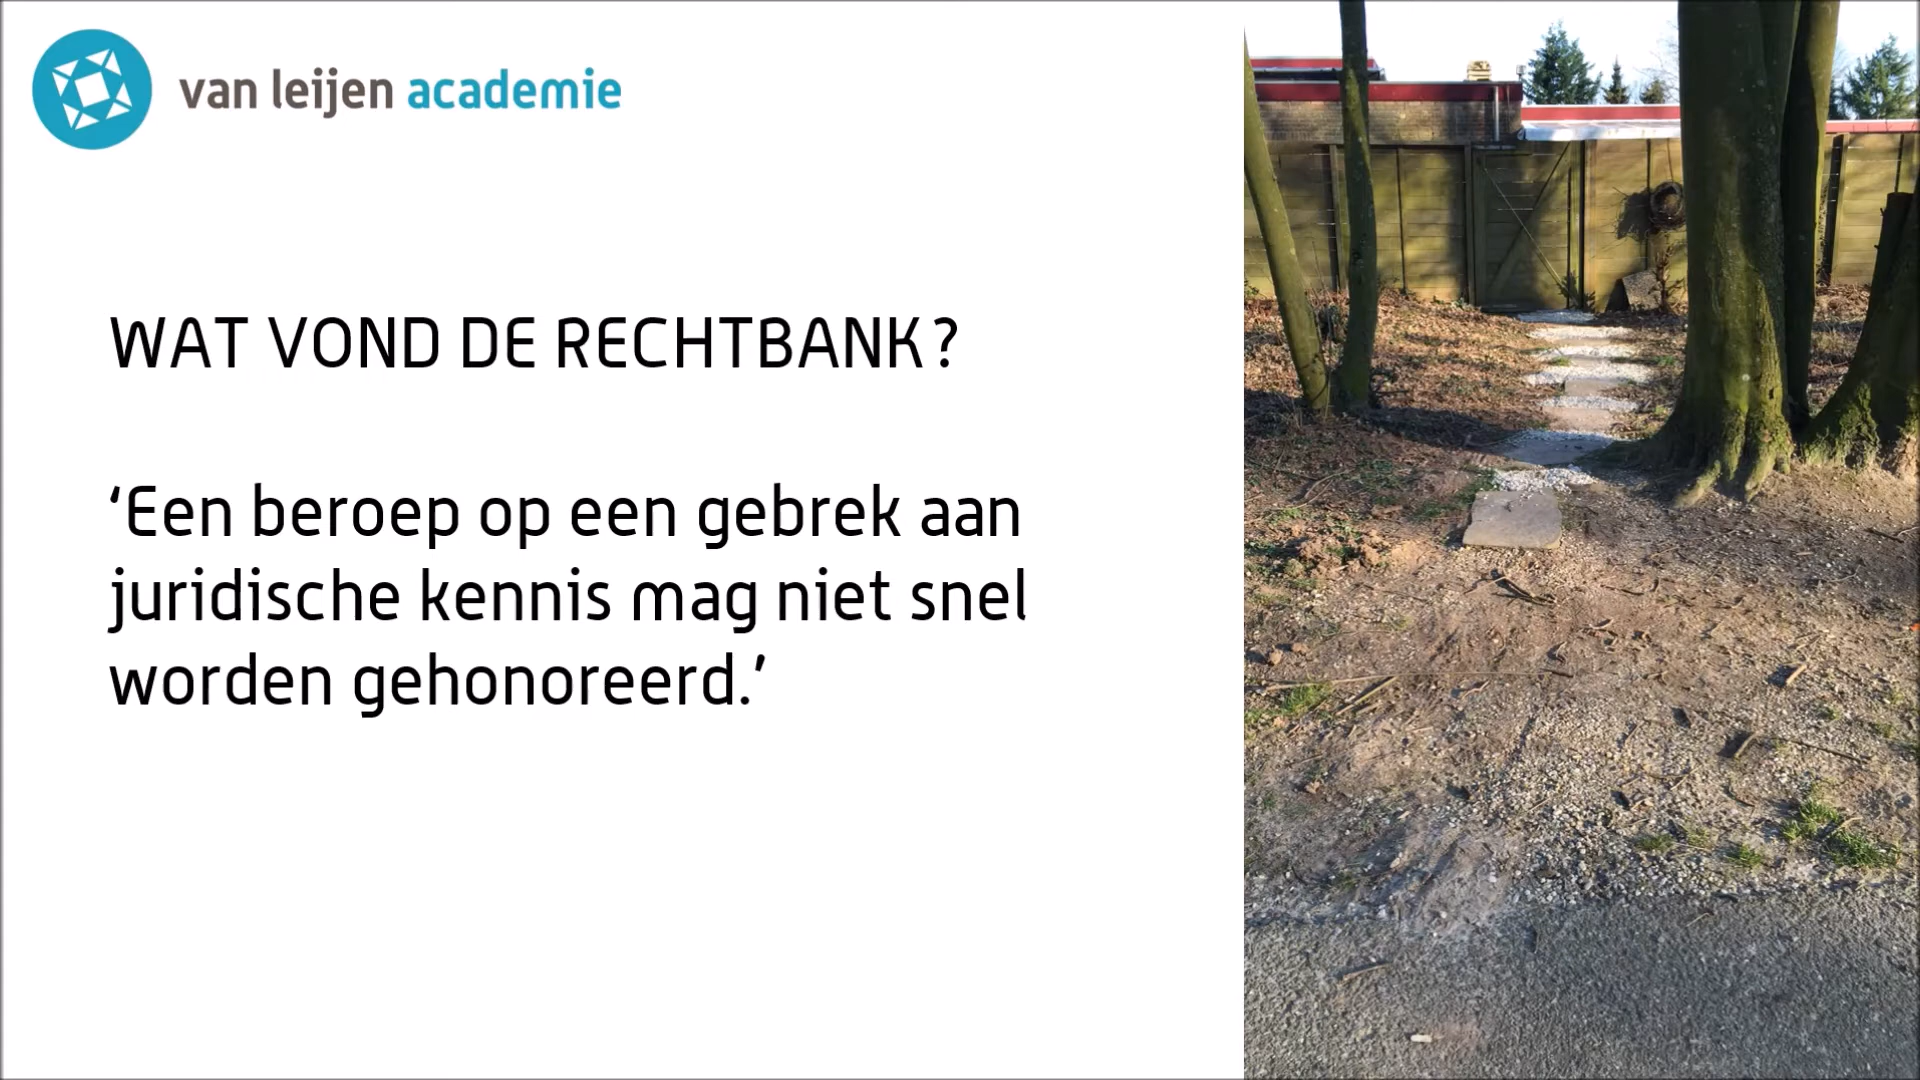 van leijen academie
WAT VOND DE RECHTBANK?
‘Een beroep op een gebrek aan
juridische kennis mag niet snel
worden gehonoreerd.’